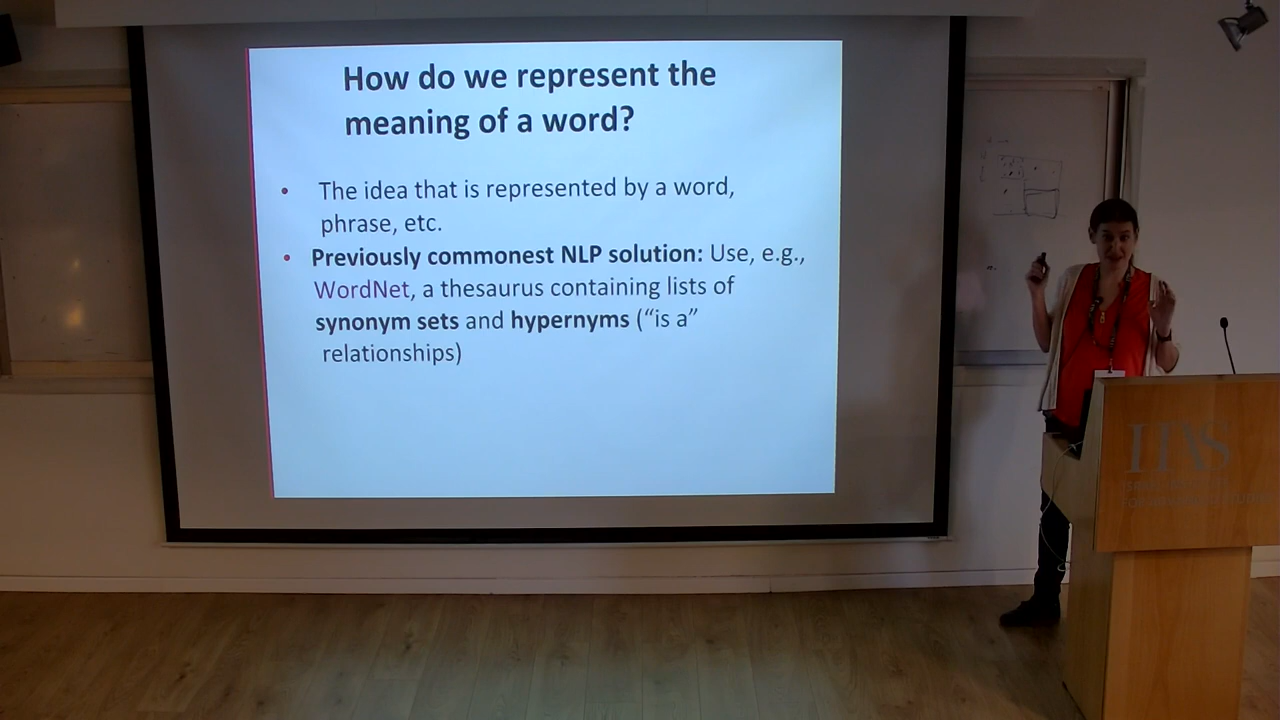 How do we represent the
meaning of a word?
• The idea that is represented by a word,
phrase, etc.
• Previously commonest NLP solution: Use, e.g.,
WordNet, a thesaurus containing lists of
synonym sets and hypernyms (“is a”
relationships)
IIAS